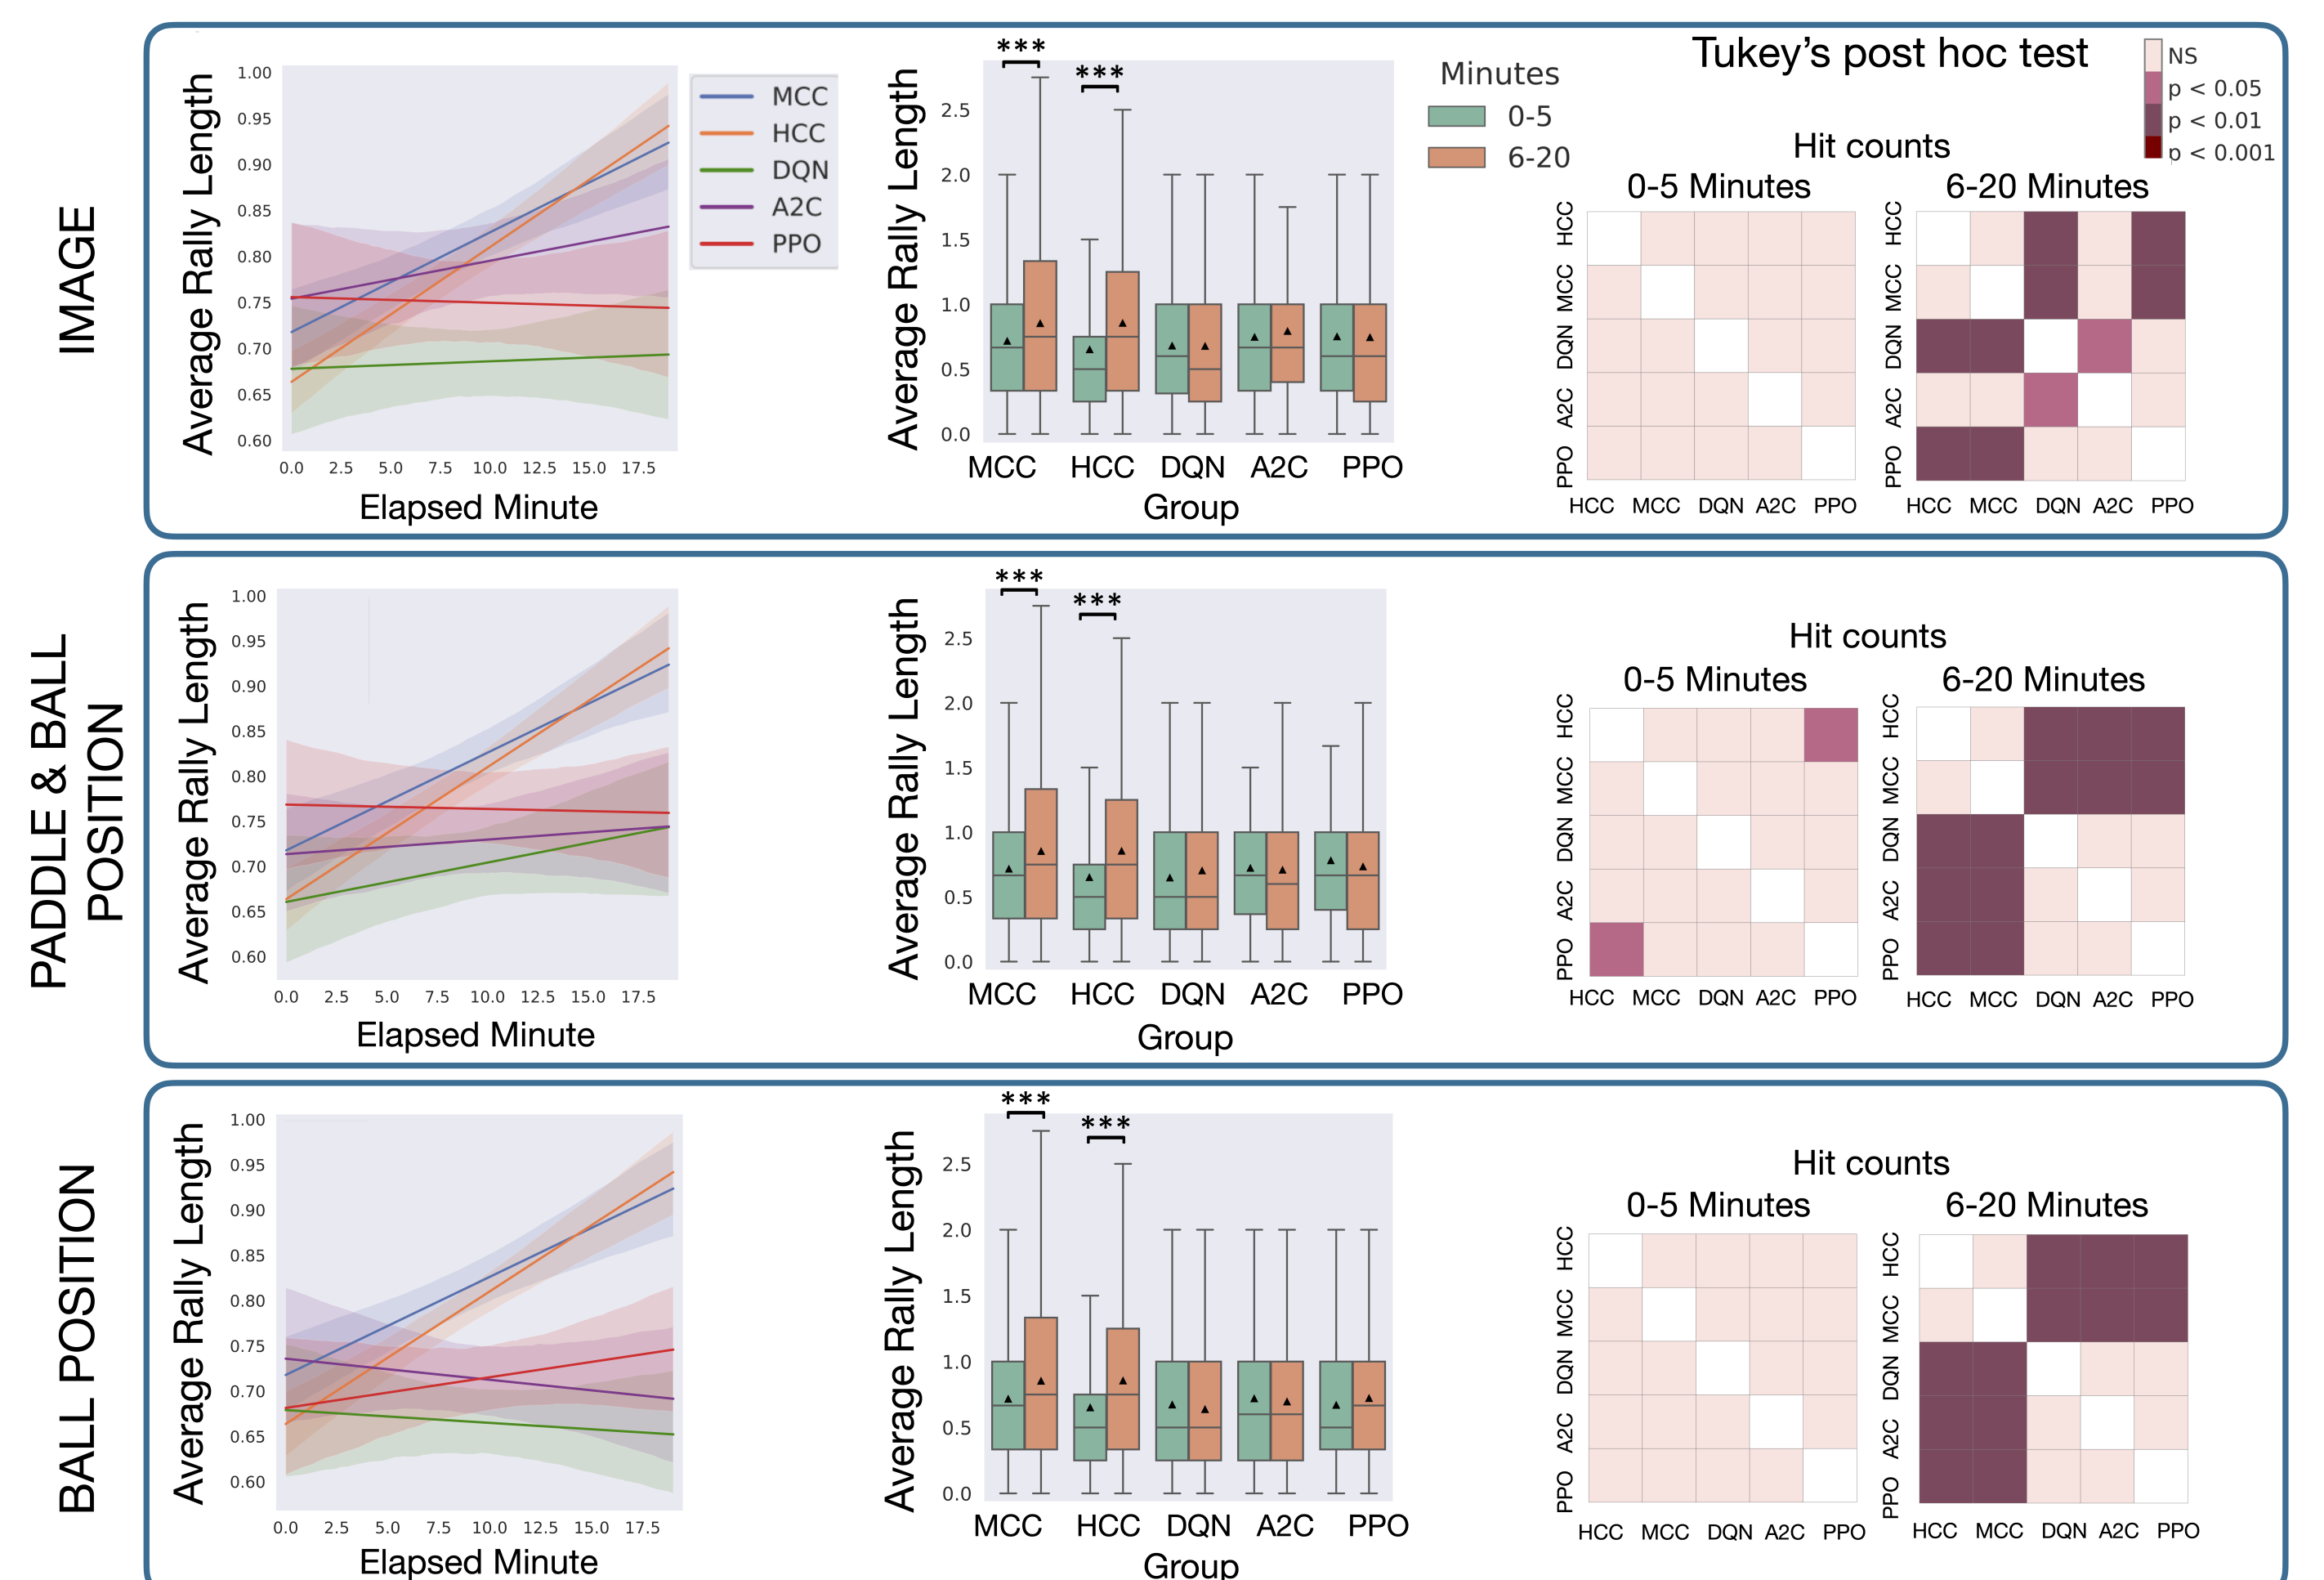 IMAGE
Average Rally Length
1.00
0.95
0.90
0.85
0.80
0.75
0.70
0.65
0.60
0.0 2.5 5.0 7.5 10.0 12.5 15.0 17.5
Elapsed Minute
MCC
HCC
DQN
A2C
PPO
***
***
Average Rally Length
2.5
2.0
1.5
1.0
0.5
0.0
MCC HCC DQN A2C PPO
Group
Minutes
0-5
6-20
Tukey's post hoc test
NS
p < 0.05
p < 0.01
p < 0.001
Hit counts
0-5 Minutes
HCC
MCC
DQN
A2C
PPO
HCC MCC DQN A2C PPO
6-20 Minutes
HCC
MCC
DQN
A2C
PPO
HCC MCC DQN A2C PPO
PADDLE & BALL
POSITION
Average Rally Length
1.00
0.95
0.90
0.85
0.80
0.75
0.70
0.65
0.60
0.0 2.5 5.0 7.5 10.0 12.5 15.0 17.5
Elapsed Minute
***
***
Average Rally Length
2.5
2.0
1.5
1.0
0.5
0.0
MCC HCC DQN A2C PPO
Group
Hit counts
0-5 Minutes
HCC
MCC
DQN
A2C
PPO
HCC MCC DQN A2C PPO
6-20 Minutes
HCC
MCC
DQN
A2C
PPO
HCC MCC DQN A2C PPO
BALL POSITION
Average Rally Length
1.00
0.95
0.90
0.85
0.80
0.75
0.70
0.65
0.60
0.0 2.5 5.0 7.5 10.0 12.5 15.0 17.5
Elapsed Minute
***
***
Average Rally Length
2.5
2.0
1.5
1.0
0.5
0.0
MCC HCC DQN A2C PPO
Group
Hit counts
0-5 Minutes
HCC
MCC
DQN
A2C
PPO
HCC MCC DQN A2C PPO
6-20 Minutes
HCC
MCC
DQN
A2C
PPO
HCC MCC DQN A2C PPO